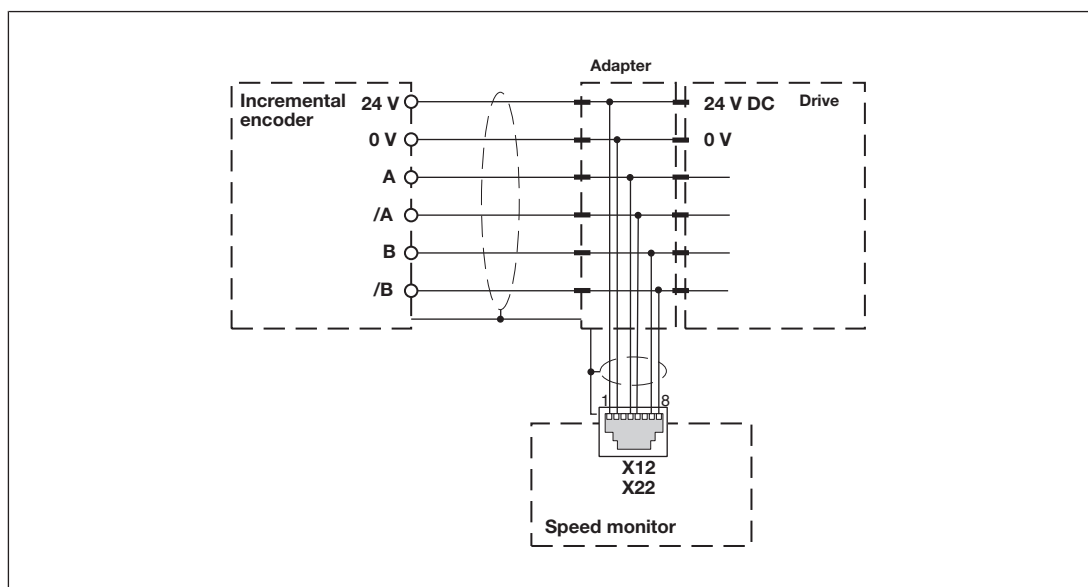 Adapter
Incremental
encoder
24 V
24 V DC
Drive
0 V
0 V
A
/A
B
/B
1
8
X12
X22
Speed monitor